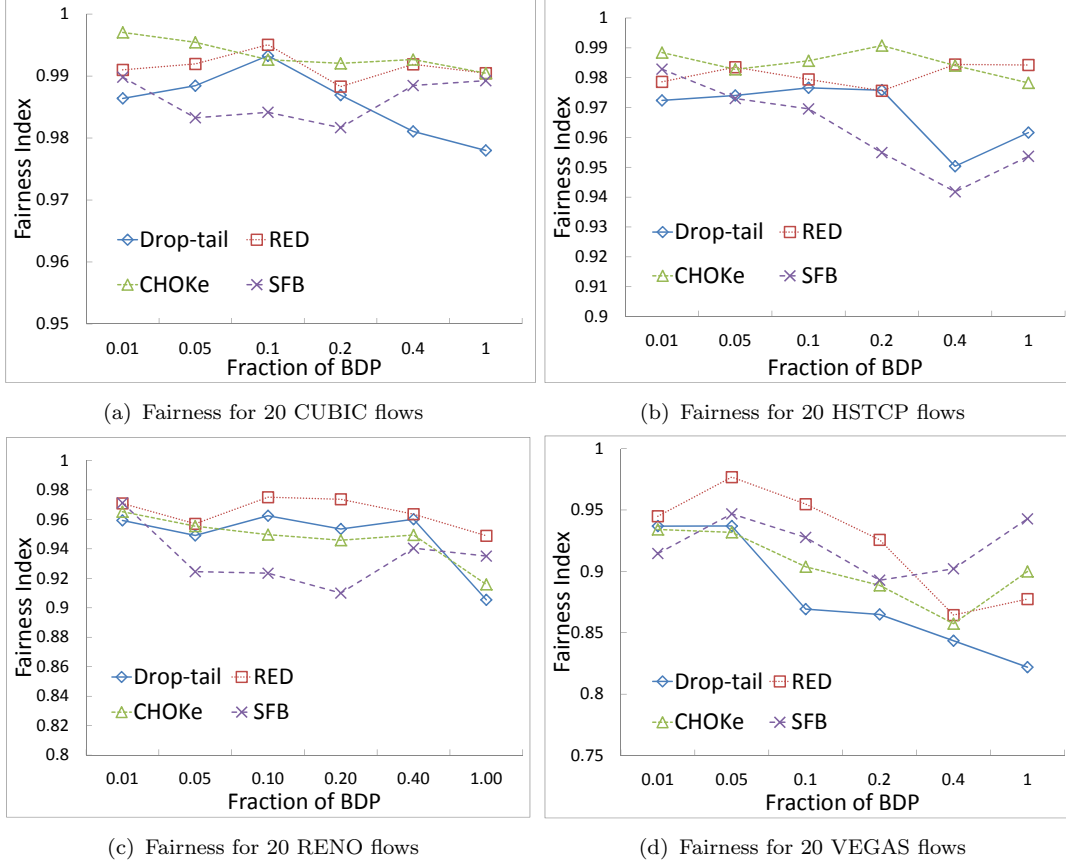 1
0.99
0.98
0.97
0.96
0.95
Fairness Index
Drop-tail
RED
CHOKe
SFB
0.01 0.05 0.1 0.2 0.4 1
Fraction of BDP
(a) Fairness for 20 CUBIC flows
1
0.99
0.98
0.97
0.96
0.95
0.94
0.93
0.92
0.91
0.9
Fairness Index
Drop-tail
RED
CHOKe
SFB
0.01 0.05 0.1 0.2 0.4 1
Fraction of BDP
(b) Fairness for 20 HSTCP flows
1
0.98
0.96
0.94
0.92
0.9
0.88
0.86
0.84
0.82
0.8
Fairness Index
Drop-tail
RED
CHOKe
SFB
0.01 0.05 0.10 0.20 0.40 1.00
Fraction of BDP
(c) Fairness for 20 RENO flows
1
0.95
0.9
0.85
0.8
0.75
Fairness Index
Drop-tail
RED
CHOKe
SFB
0.01 0.05 0.1 0.2 0.4 1
Fraction of BDP
(d) Fairness for 20 VEGAS flows